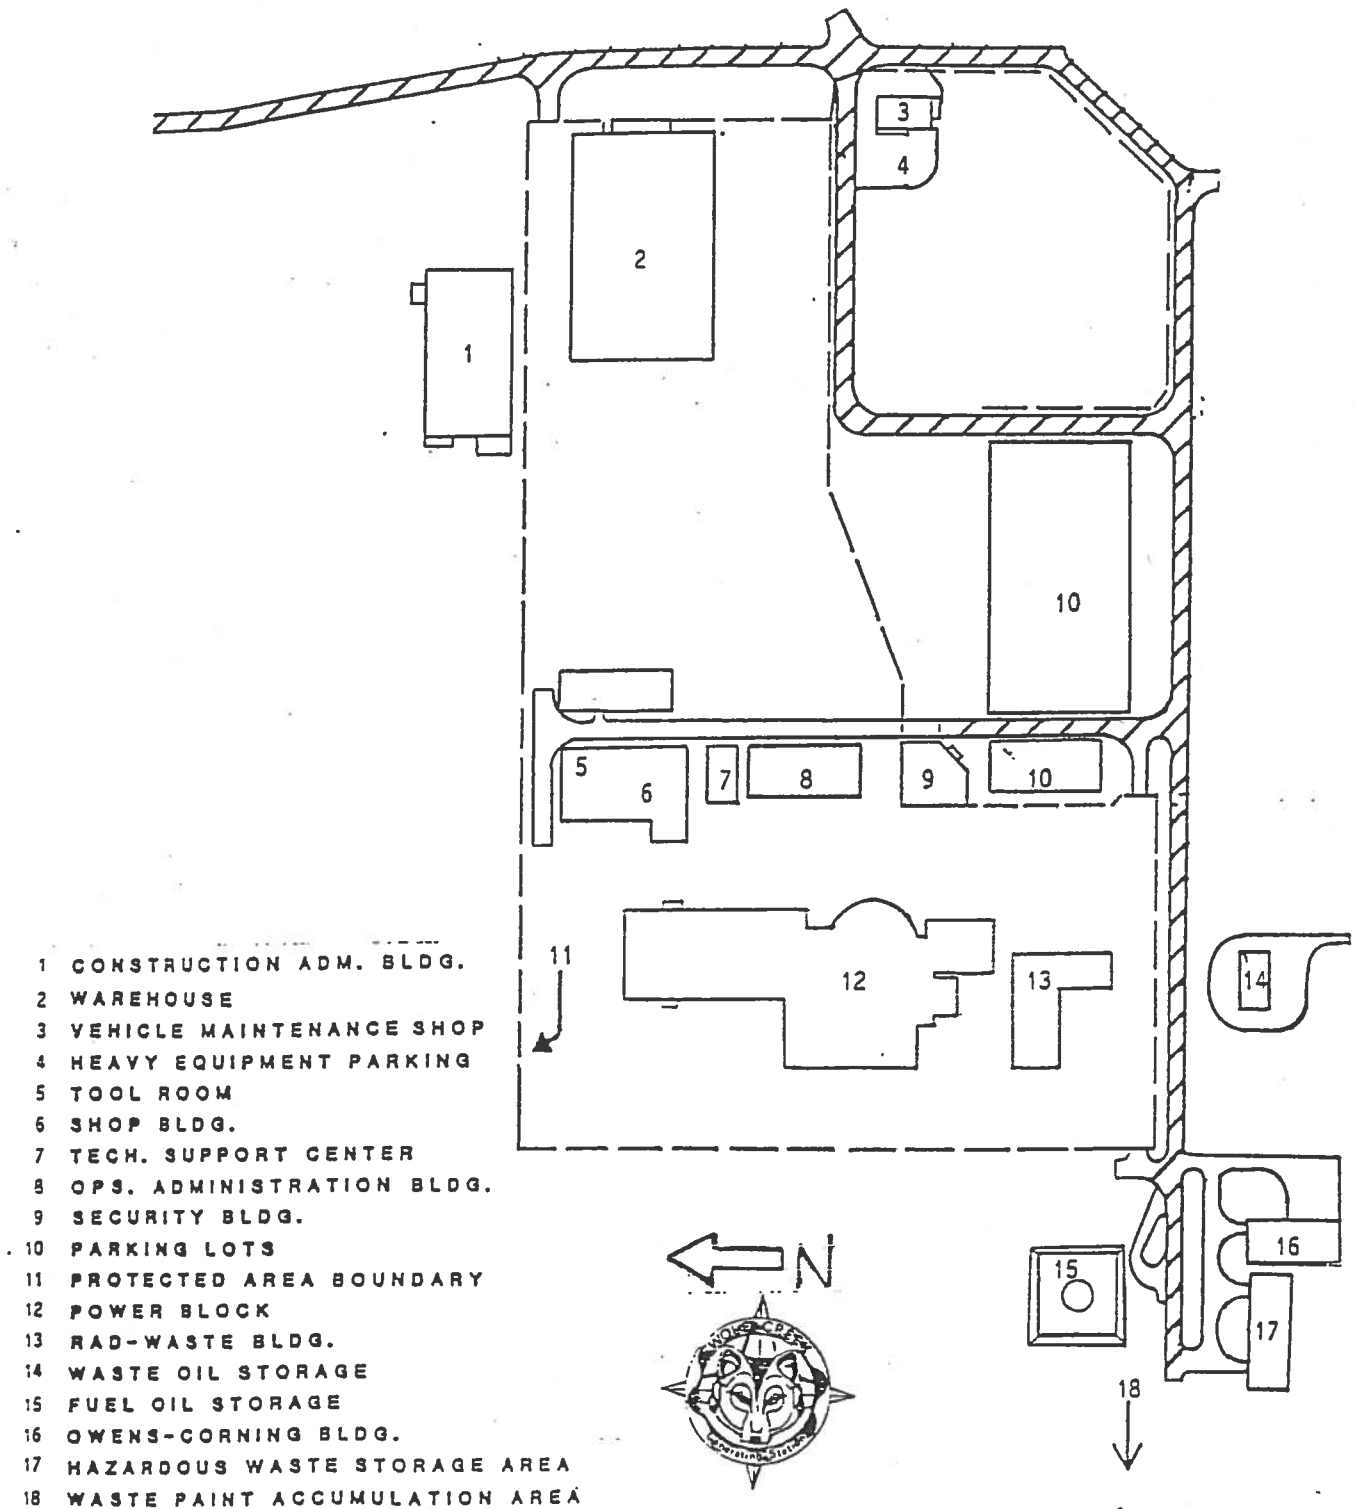 3
4
2
1
10
5
6
7
8
9
10
11
12
13
14
1 CONSTRUCTION ADM. BLDG.
2 WAREHOUSE
3 VEHICLE MAINTENANCE SHOP
4 HEAVY EQUIPMENT PARKING
5 TOOL ROOM
6 SHOP BLDG.
7 TECH. SUPPORT CENTER
8 OPS. ADMINISTRATION BLDG.
9 SECURITY BLDG.
10 PARKING LOTS
11 PROTECTED AREA BOUNDARY
12 POWER BLOCK
13 RAD-WASTE BLDG.
14 WASTE OIL STORAGE
15 FUEL OIL STORAGE
16 OWENS-CORNING BLDG.
17 HAZARDOUS WASTE STORAGE AREA
18 WASTE PAINT ACCUMULATION AREA
N
WOLF CREEK
Generating Station
15
16
17
18